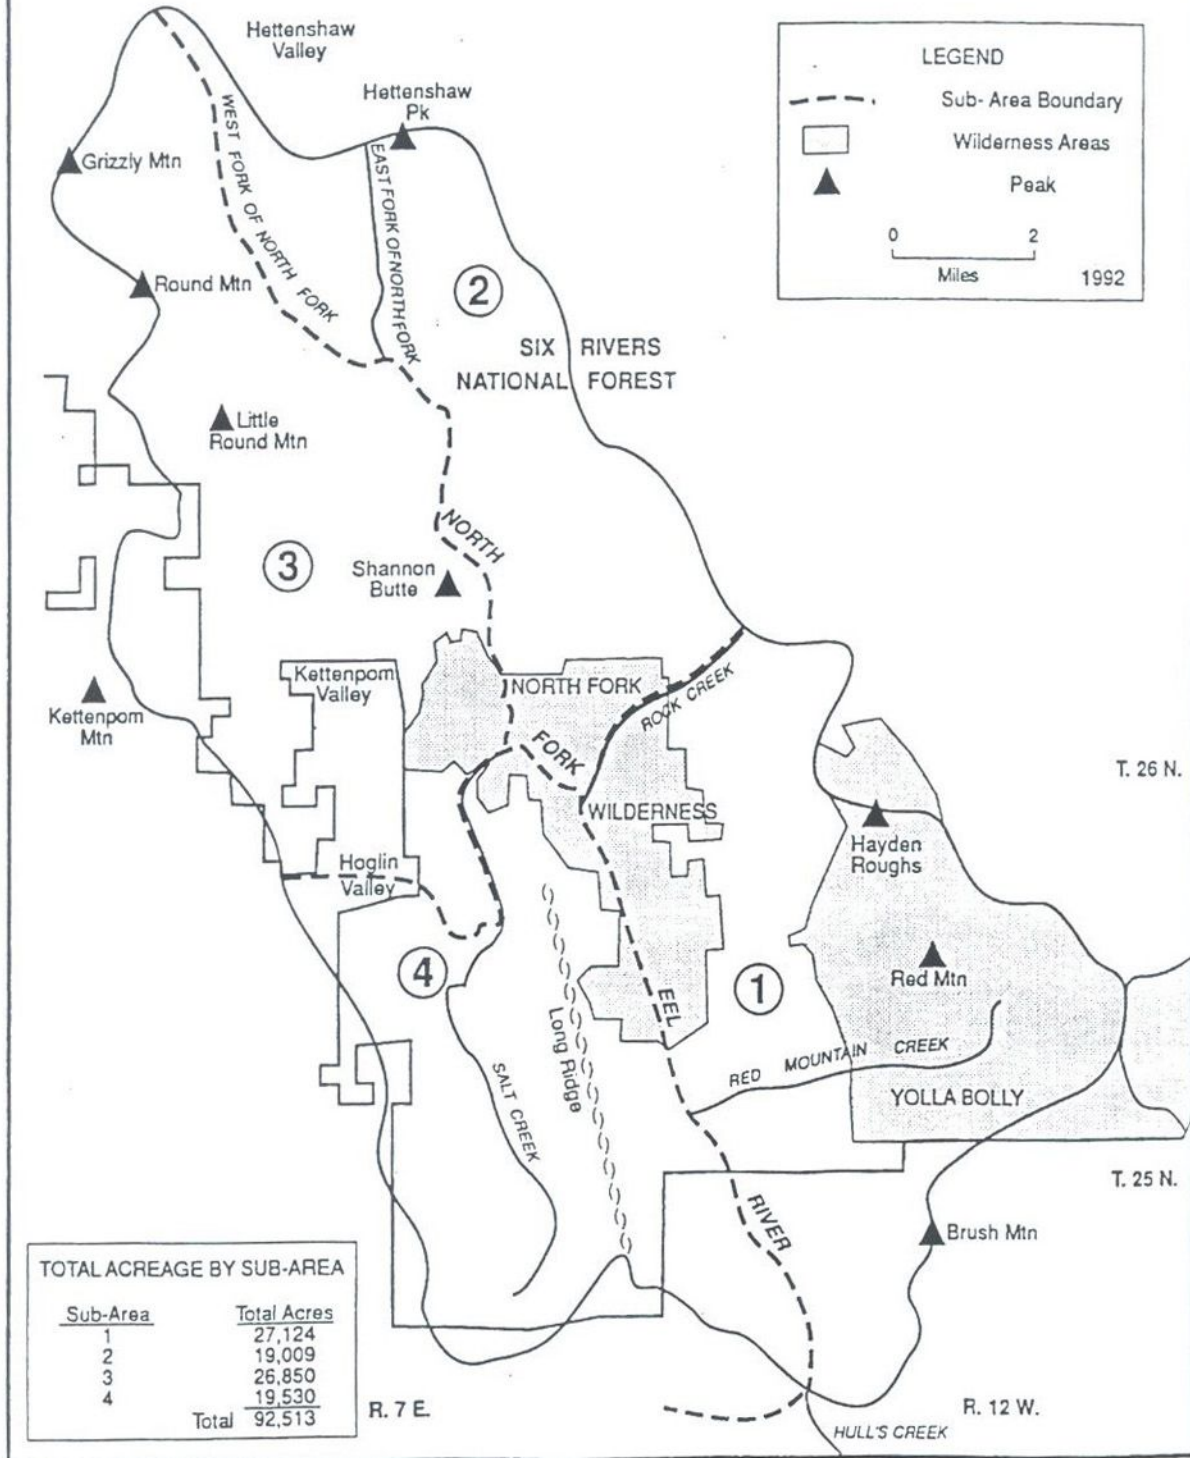 Hettenshaw
Valley
Hettenshaw
Pk
Grizzly Mtn
WEST FORK OF NORTH FORK
EAST FORK OF NORTH FORK
Round Mtn
2
SIX RIVERS
NATIONAL FOREST
LEGEND
Sub- Area Boundary
Wilderness Areas
Peak
0 2
Miles
1992
Little
Round Mtn
3
Shannon
Butte
NORTH
Kettenpom
Valley
NORTH FORK
ROCK CREEK
Kettenpom
Mtn
FORK
WILDERNESS
T. 26 N.
Hayden
Roughs
Hoglin
Valley
4
Red Mtn
1
EEL
Long Ridge
SALT CREEK
RED MOUNTAIN CREEK
YOLLA BOLLY
T. 25 N.
RIVER
Brush Mtn
TOTAL ACREAGE BY SUB-AREA
Sub-Area Total Acres
1 27,124
2 19,009
3 26,850
4 19,530
Total 92,513
R. 7 E.
R. 12 W.
HULL'S CREEK